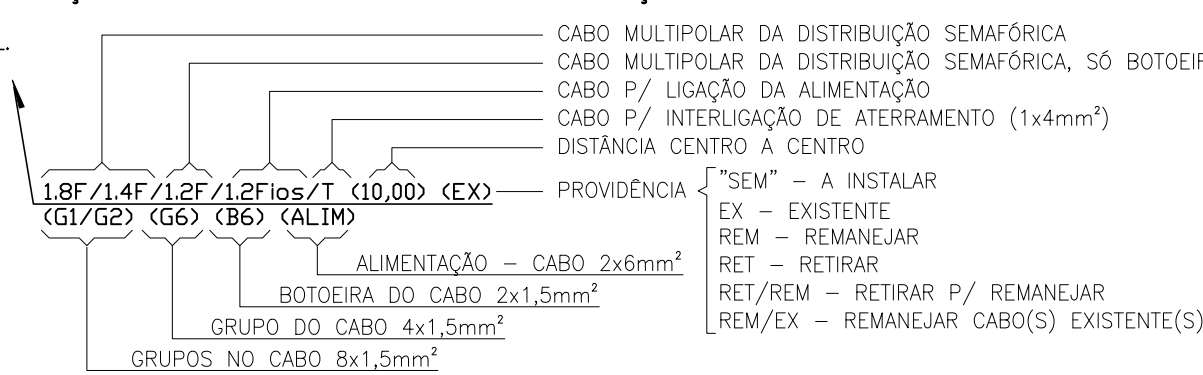 CABO MULTIPOLAR DA DISTRIBUIÇÃO SEMAFÓRICA
CABO MULTIPOLAR DA DISTRIBUIÇÃO SEMAFÓRICA, SÓ
CABO P/ LIGAÇÃO DA ALIMENTAÇÃO
CABO P/ INTERLIGAÇÃO DE ATERRAMENTO (1x4mm²)
DISTÂNCIA CENTRO A CENTRO
1.8F/1.4F/1.2F/1.2Fios/T (10,00) (EX)
(G1/G2) (G6) (B6) (ALIM)
PROVIDÊNCIA
"SEM" – A INSTALAR
EX – EXISTENTE
REM – REMANEJAR
RET – RETIRAR
RET/REM – RETIRAR P/ REMANEJAR
REM/EX – REMANEJAR CABO(S) EXISTENTE(S)
ALIMENTAÇÃO – CABO 2x6mm²
BOTOEIRA DO CABO 2x1,5mm²
GRUPO DO CABO 4x1,5mm²
GRUPOS NO CABO 8x1,5mm²